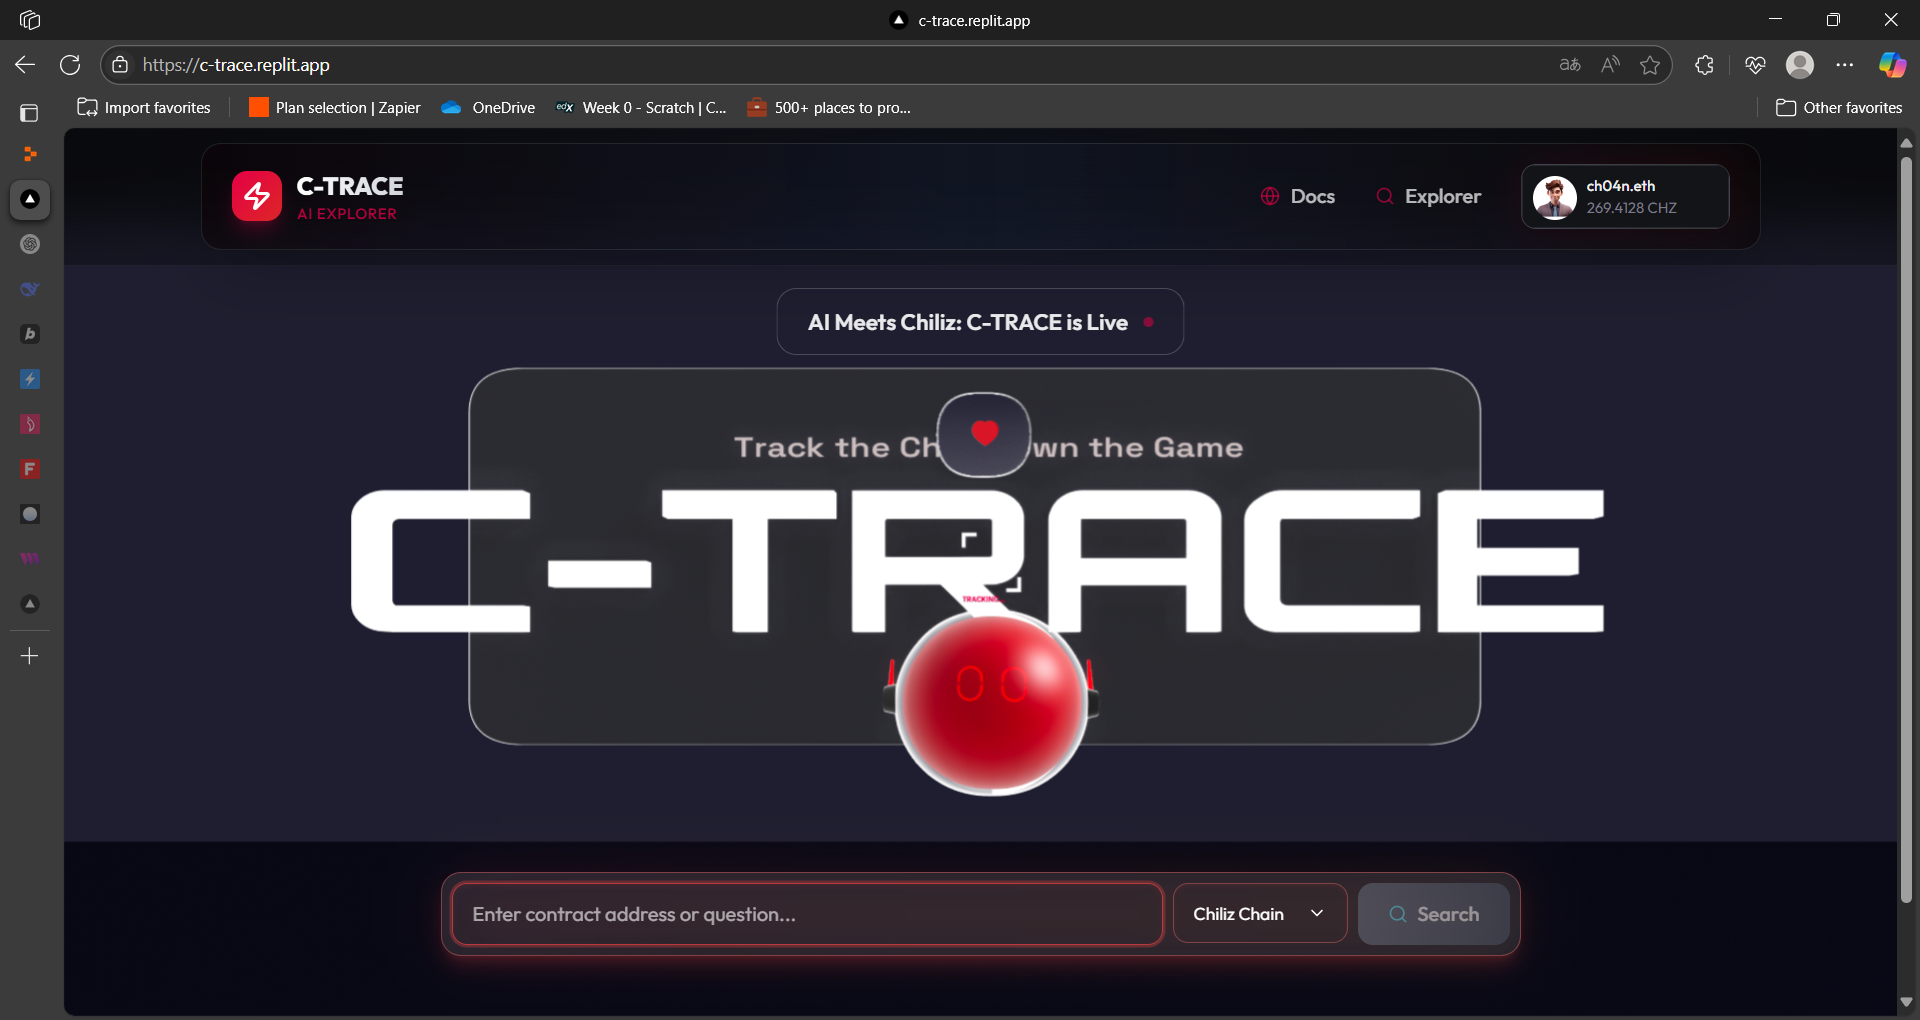 c-trace.replit.app
https://c-trace.replit.app
Import favorites
Plan selection | Zapier
OneDrive
edX
Week 0 - Scratch | C...
500+ places to pro...
Other favorites
C-TRACE
AI EXPLORER
Docs
Explorer
ch04n.eth
269.4128 CHZ
AI Meets Chiliz: C-TRACE is Live
Track the Ch wn the Game
C-TRACE
TRACKING
00
Enter contract address or question...
Chiliz Chain
Search